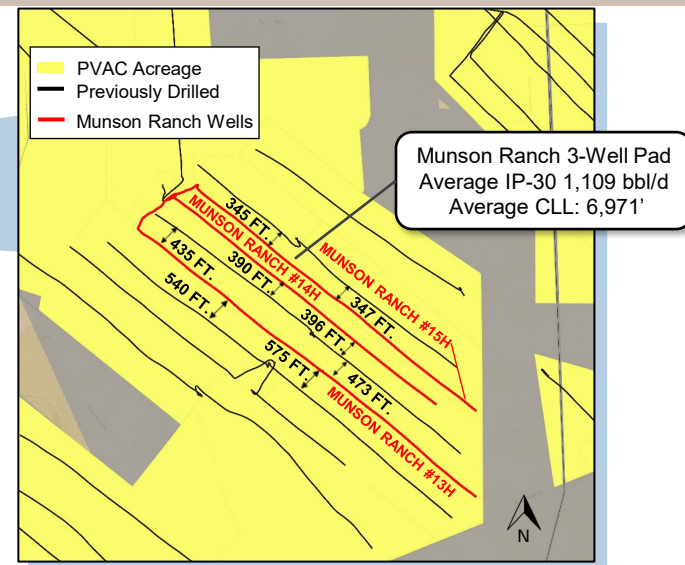 PVAC Acreage
Previously Drilled
Munson Ranch Wells
Munson Ranch 3-Well Pad
Average IP-30 1,109 bbl/d
Average CLL: 6,971’
345 FT.
MUNSON RANCH #14H
MUNSON RANCH #15H
435 FT.
390 FT.
347 FT.
540 FT.
396 FT.
575 FT.
473 FT.
MUNSON RANCH #13H
N